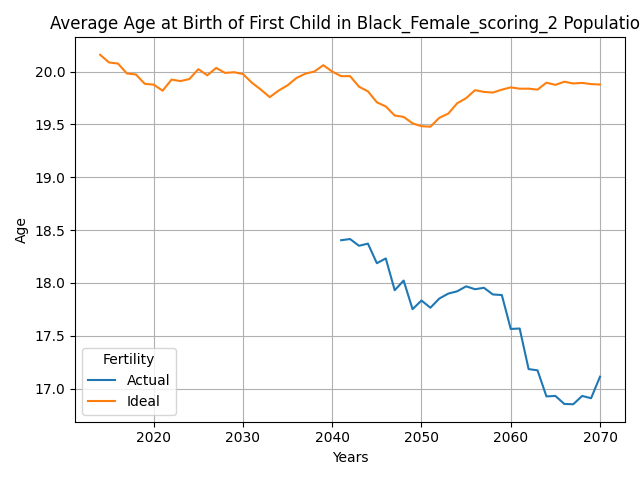 Average Age at Birth of First Child in Black_Female_scoring_2 Populatio
20.0
19.5
19.0
18.5
18.0
17.5
17.0
Age
Fertility
Actual
Ideal
2020 2030 2040 2050 2060 2070
Years